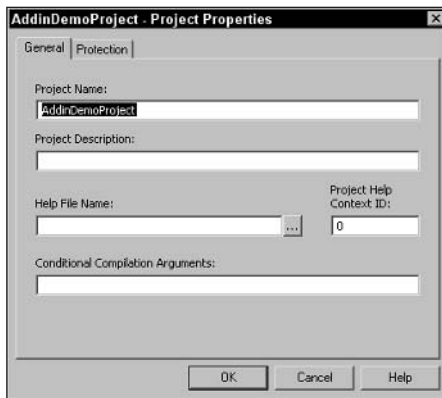 AddinDemoProject - Project Properties
General Protection
Project Name:
AddinDemoProject
Project Description:
Help File Name:
Project Help
Context ID:
...
0
Conditional Compilation Arguments:
OK Cancel Help